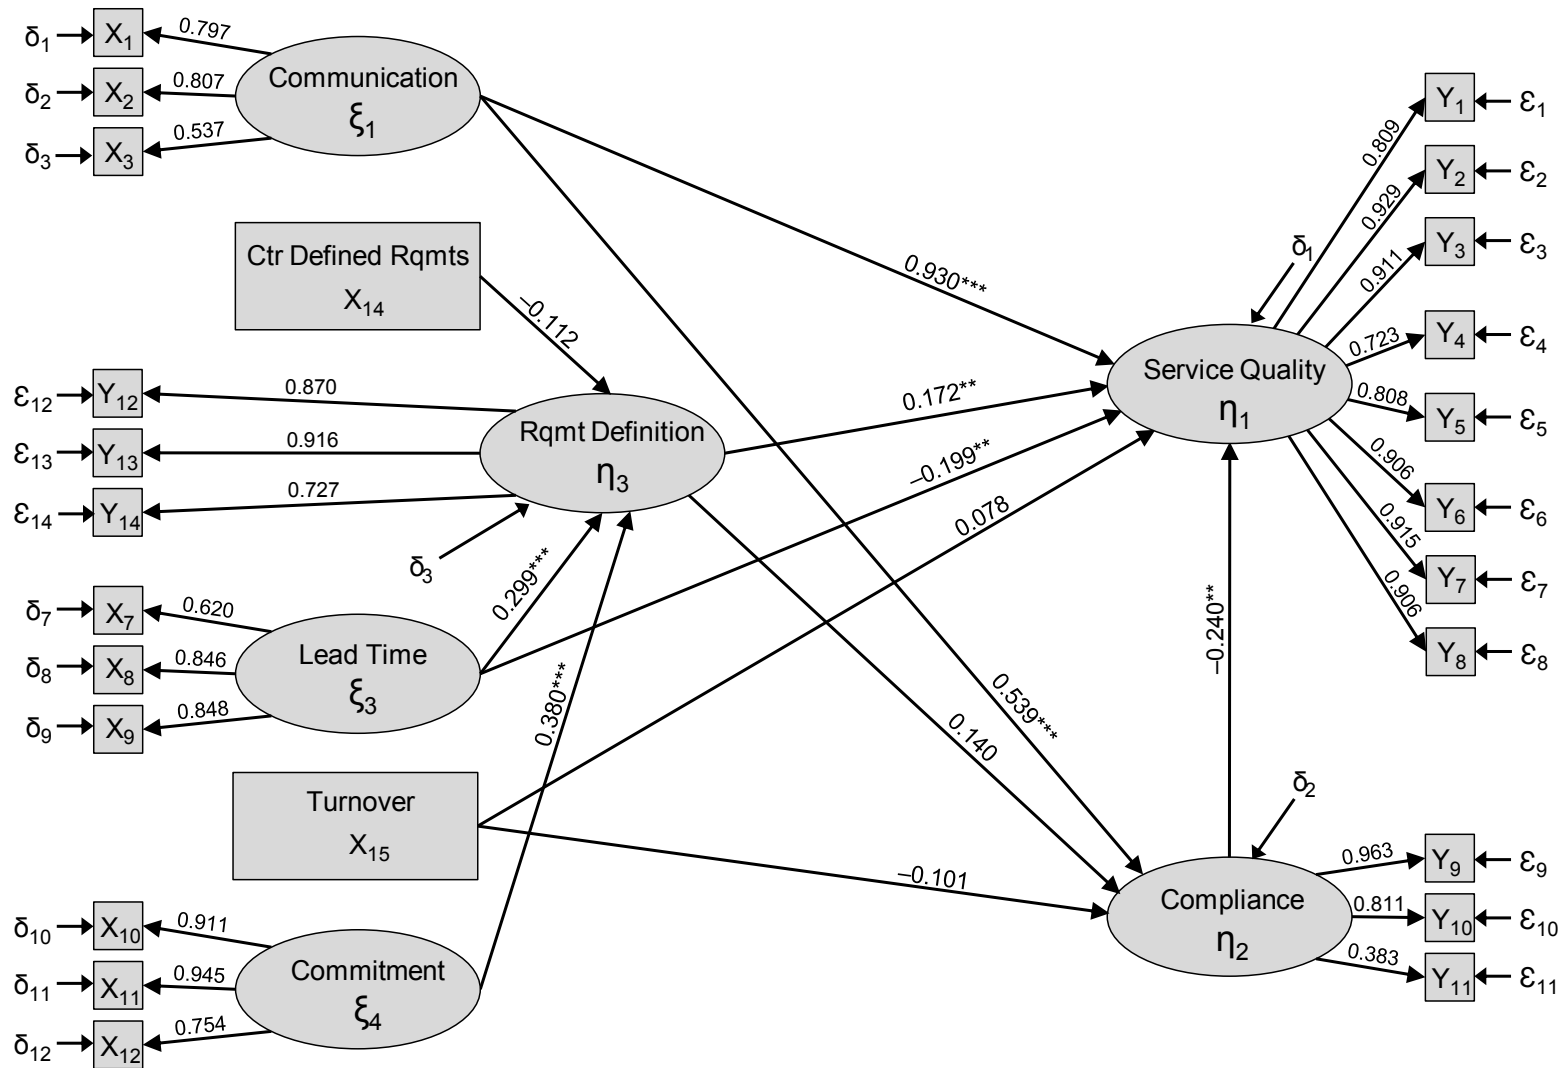 δ1 X1 0.797
δ2 X2 0.807
δ3 X3 0.537
Communication
ξ1
Ctr Defined Rqmts
X14
–0.112
0.930***
ε12 Y12 0.870
ε13 Y13 0.916
ε14 Y14 0.727
Rqmt Definition
η3
δ3
0.172**
–0.199**
0.078
0.299***
0.380***
δ7 X7 0.620
δ8 X8 0.846
δ9 X9 0.848
Lead Time
ξ3
0.539***
0.140
Turnover
X15
–0.101
δ10 X10 0.911
δ11 X11 0.945
δ12 X12 0.754
Commitment
ξ4
δ1
Service Quality
η1
0.809 Y1 ε1
0.929 Y2 ε2
0.911 Y3 ε3
0.723 Y4 ε4
0.808 Y5 ε5
0.906 Y6 ε6
0.915 Y7 ε7
0.906 Y8 ε8
–0.240**
δ2
Compliance
η2
0.963 Y9 ε9
0.811 Y10 ε10
0.383 Y11 ε11